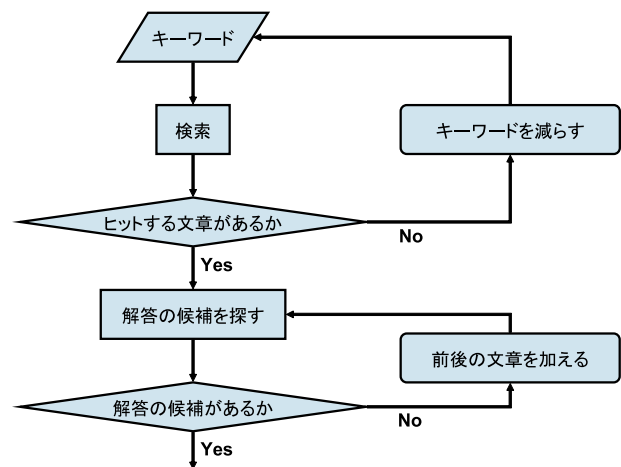 キーワード
検索
キーワードを減らす
ヒットする文章があるか
No
Yes
解答の候補を探す
前後の文章を加える
解答の候補があるか
No
Yes